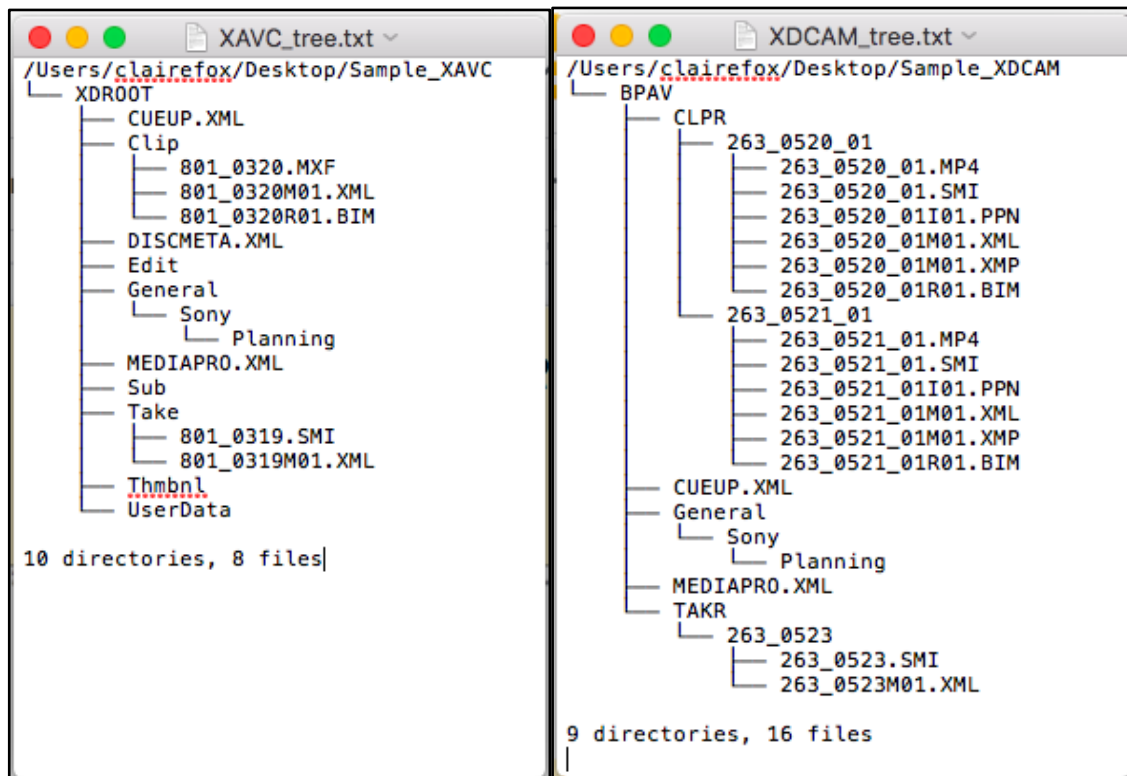 XAVC_tree.txt
/Users/clairefox/Desktop/Sample_XAVC
└── XDROOT
    ├── CUEUP.XML
    ├── Clip
    │   ├── 801_0320.MXF
    │   ├── 801_0320M01.XML
    │   └── 801_0320R01.BIM
    ├── DISCMETA.XML
    ├── Edit
    ├── General
    │   └── Sony
    │       └── Planning
    ├── MEDIAPRO.XML
    ├── Sub
    ├── Take
    │   ├── 801_0319.SMI
    │   └── 801_0319M01.XML
    ├── Thmbnl
    └── UserData
10 directories, 8 files
XDCAM_tree.txt
/Users/clairefox/Desktop/Sample_XDCAM
└── BPAV
    ├── CLPR
    │   ├── 263_0520_01
    │   │   ├── 263_0520_01.MP4
    │   │   ├── 263_0520_01.SMI
    │   │   ├── 263_0520_01I01.PPN
    │   │   ├── 263_0520_01M01.XML
    │   │   ├── 263_0520_01M01.XMP
    │   │   └── 263_0520_01R01.BIM
    │   └── 263_0521_01
    │       ├── 263_0521_01.MP4
    │       ├── 263_0521_01.SMI
    │       ├── 263_0521_01I01.PPN
    │       ├── 263_0521_01M01.XML
    │       ├── 263_0521_01M01.XMP
    │       └── 263_0521_01R01.BIM
    ├── CUEUP.XML
    ├── General
    │   └── Sony
    │       └── Planning
    ├── MEDIAPRO.XML
    └── TAKR
        └── 263_0523
            ├── 263_0523.SMI
            └── 263_0523M01.XML
9 directories, 16 files